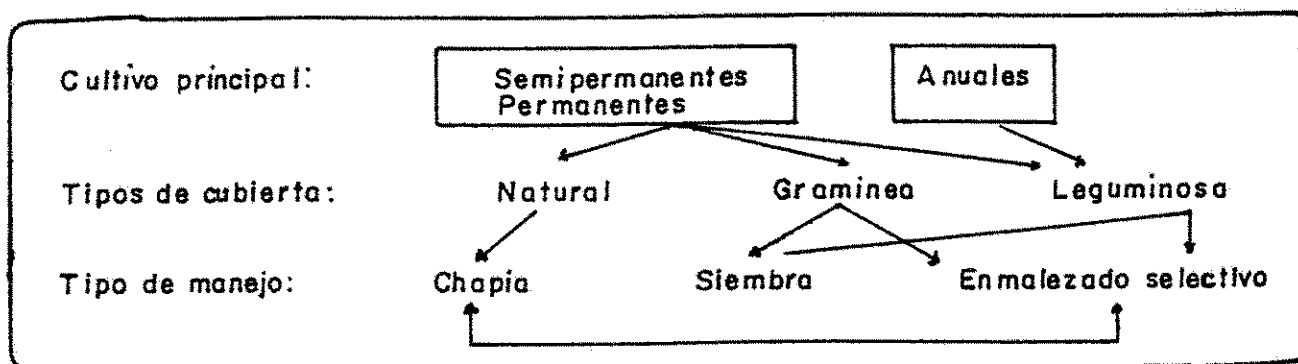 Cultivo principal:
Semipermanentes
Permanentes
Anuales
Tipos de cubierta:
Natural
Graminea
Leguminosa
Tipo de manejo:
Chapia
Siembra
Enmalezado selectivo